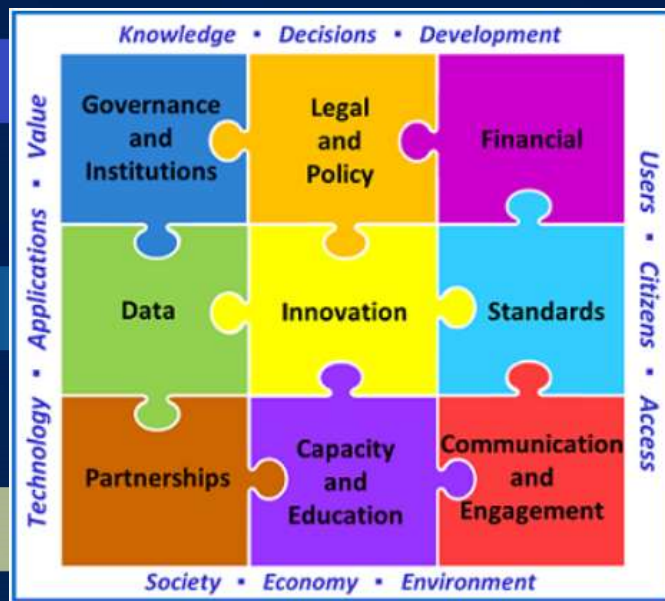 Knowledge ▪ Decisions ▪ Development
Technology ▪ Applications ▪ Value
Governance
and
Institutions
Legal
and
Policy
Financial
Data
Innovation
Standards
Partnerships
Capacity
and
Education
Communication
and
Engagement
Users ▪ Citizens ▪ Access
Society ▪ Economy ▪ Environment